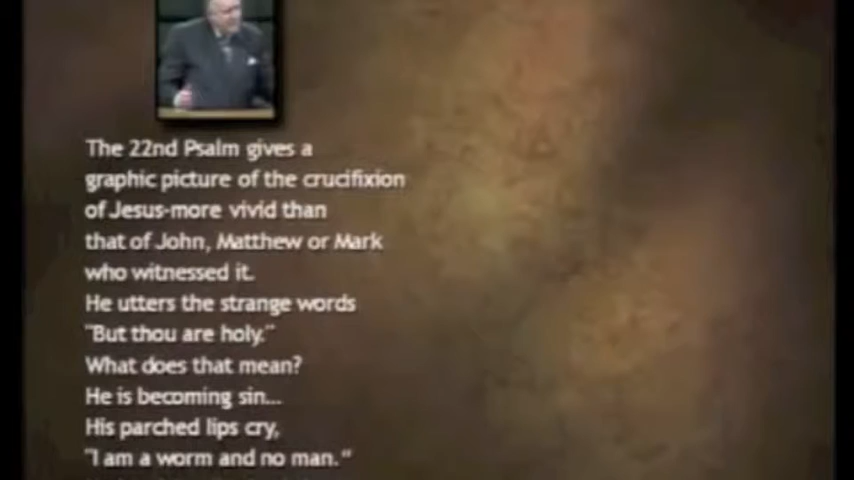 The 22nd Psalm gives a
graphic picture of the crucifixion
of Jesus-more vivid than
that of John, Matthew or Mark
who witnessed it.
He utters the strange words
"But thou are holy."
What does that mean?
He is becoming sin...
His parched lips cry,
"I am a worm and no man."